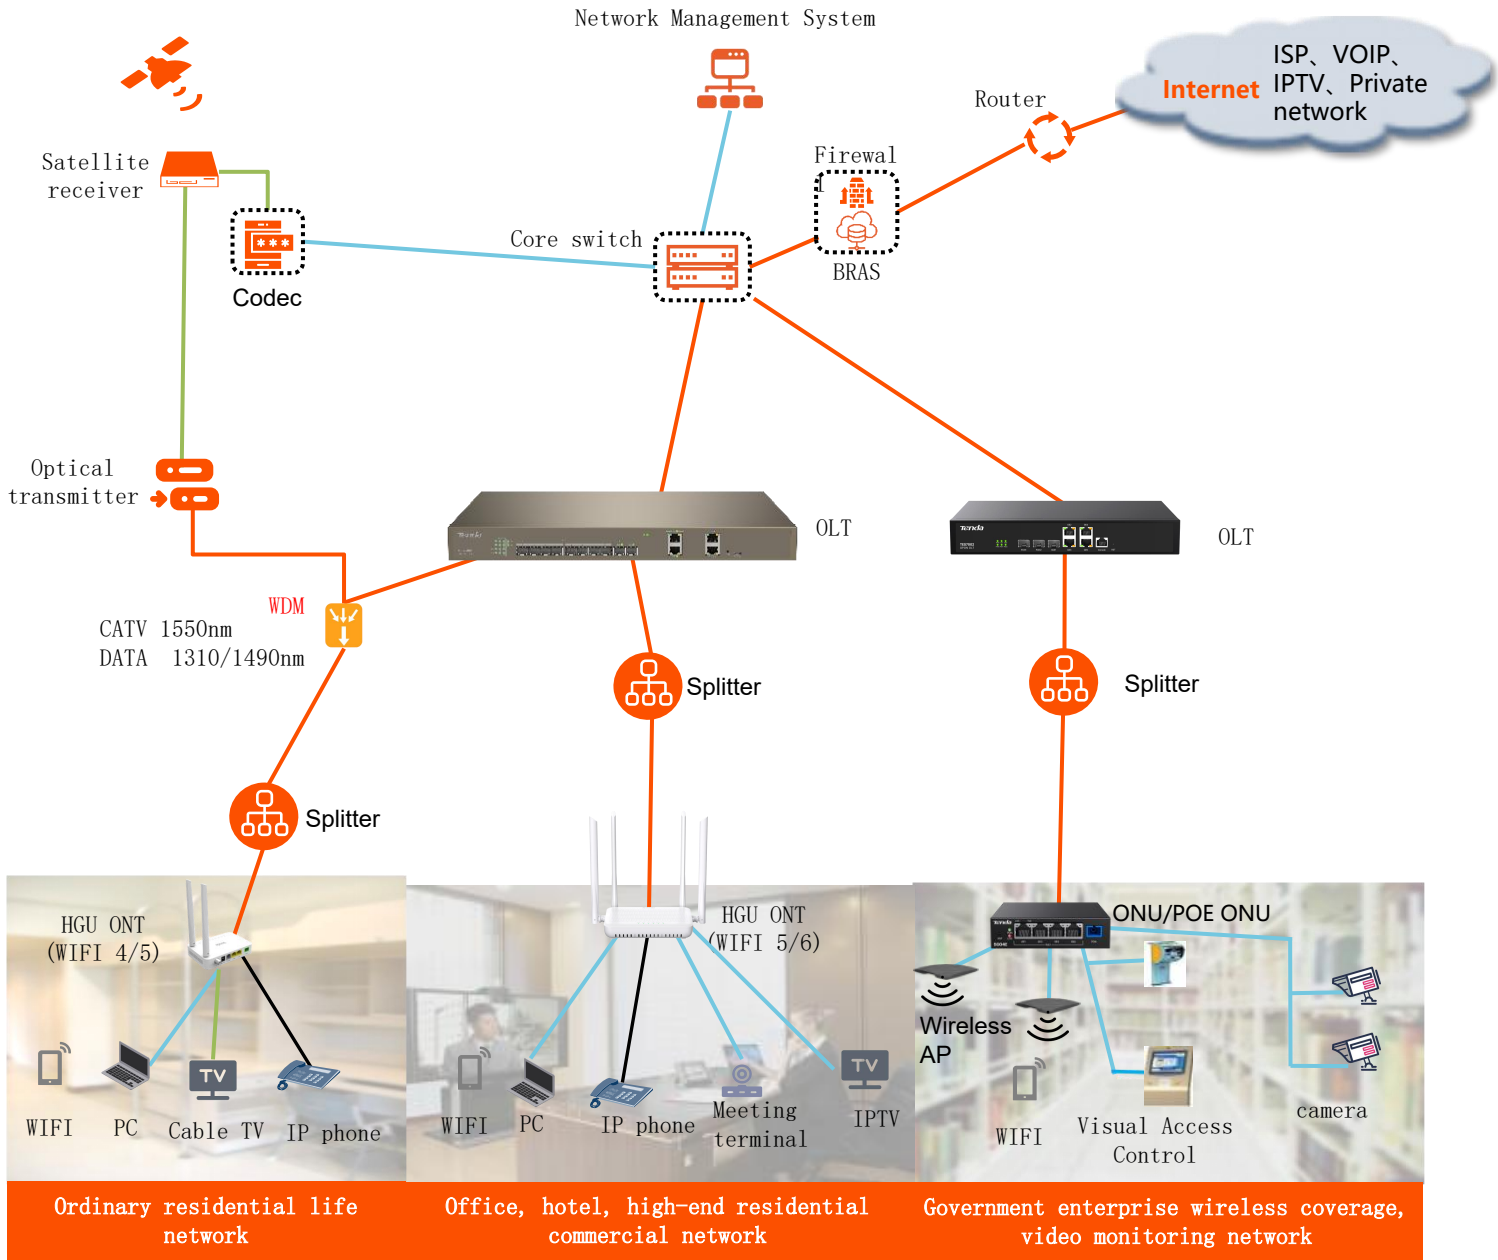 Network Management System
Internet
ISP、VOIP、
IPTV、Private
network
Router
Satellite
receiver
Firewal
l
Core switch
BRAS
Codec
Optical
transmitter
Tenda
OLT
Tenda
OLT
WDM
CATV 1550nm
DATA 1310/1490nm
Splitter
Splitter
Splitter
HGU ONT
(WIFI 4/5)
HGU ONT
(WIFI 5/6)
Tenda
ONU/POE ONU
Wireless
AP
TV
TV
WIFI
PC
Cable TV
IP phone
WIFI
PC
IP phone
Meeting
terminal
IPTV
WIFI
Visual Access
Control
camera
Ordinary residential life
network
Office, hotel, high-end residential
commercial network
Government enterprise wireless coverage,
video monitoring network